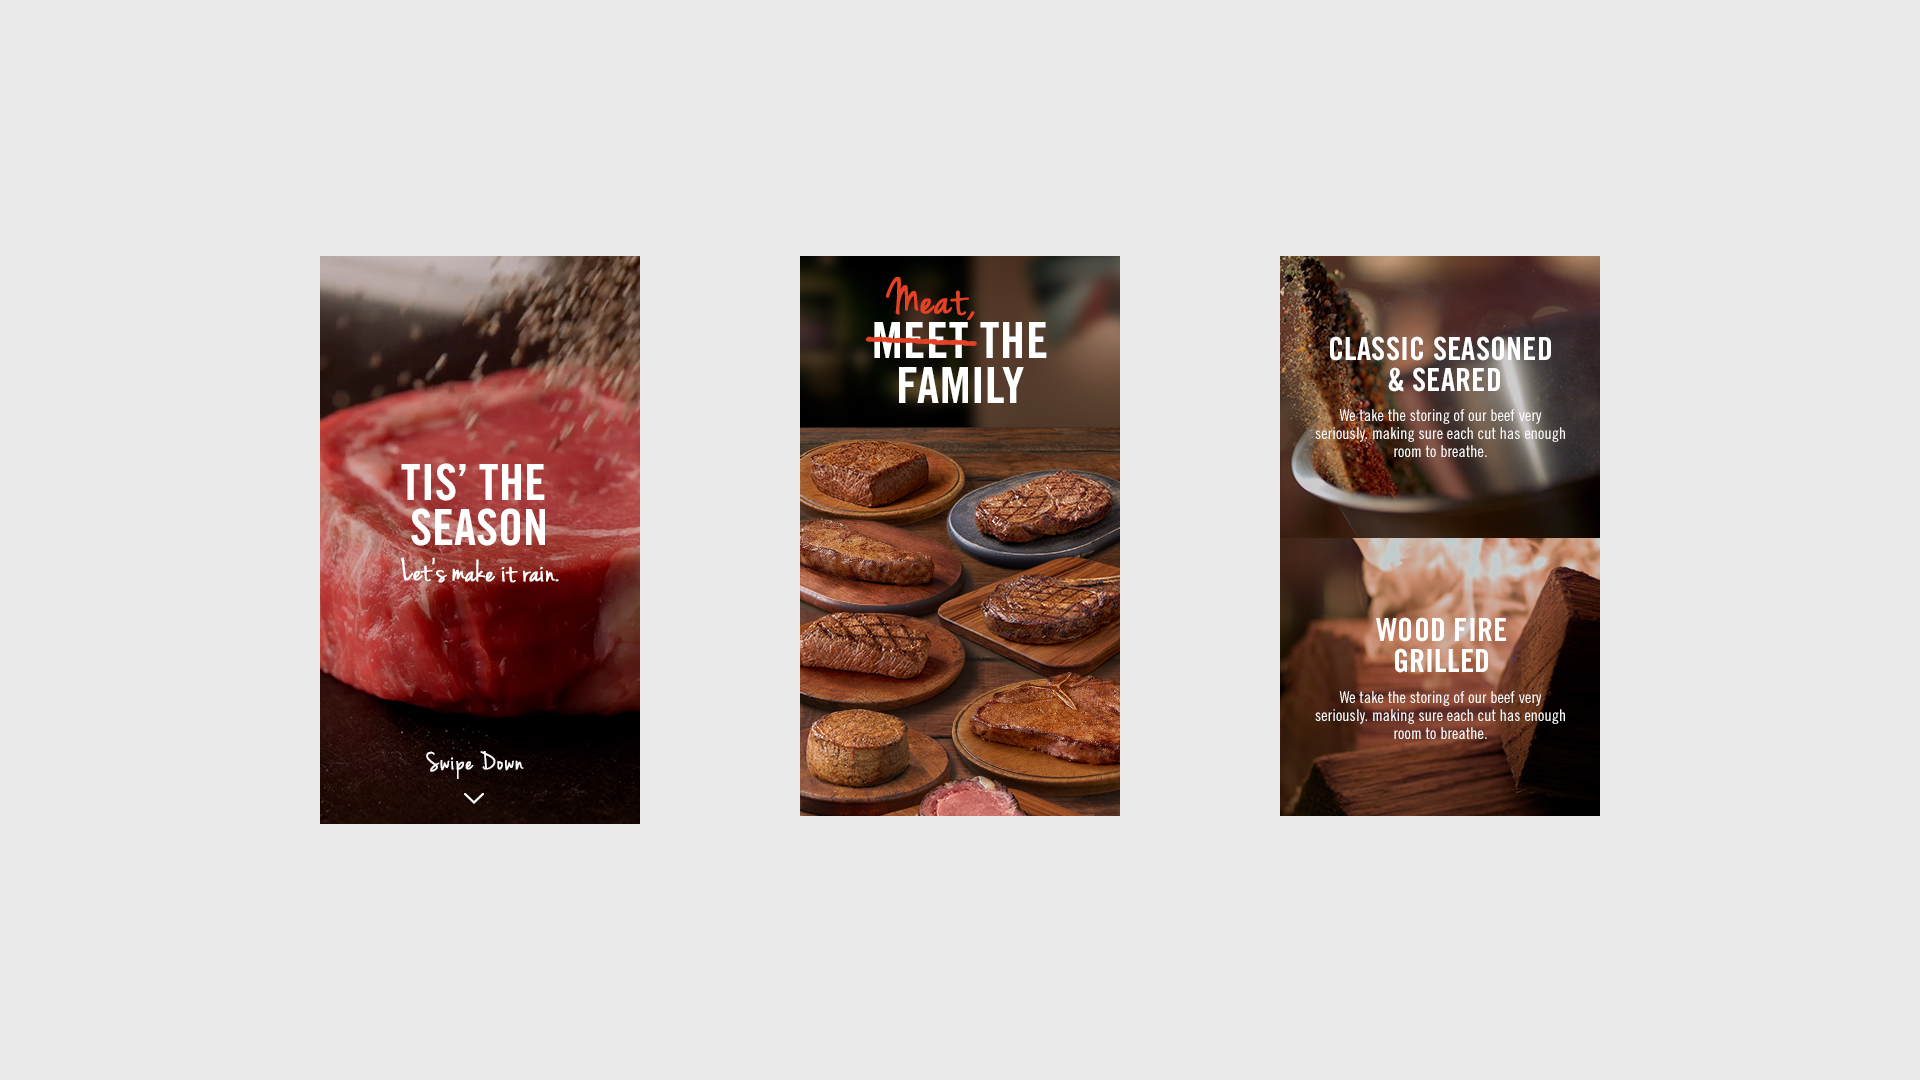 TIS’ THE
SEASON
Let's make it rain.
Swipe Down
Meat,
MEET THE
FAMILY
CLASSIC SEASONED
& SEARED
We take the storing of our beef very
seriously. making sure each cut has enough
room to breathe.
WOOD FIRE
GRILLED
We take the storing of our beef very
seriously. making sure each cut has enough
room to breathe.